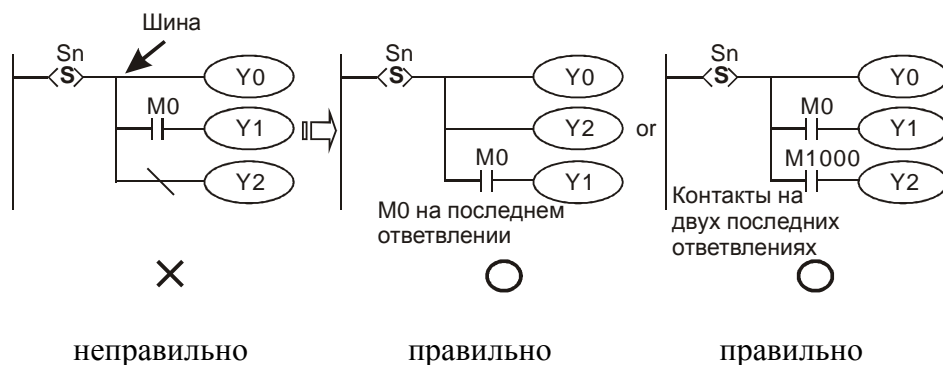 Шина
Sn
S
Y0
M0
Y1
Y2
Sn
S
Y0
Y2
M0
Y1
M0 на последнем
ответвлении
or
Sn
S
Y0
M0
Y1
M1000
Y2
Контакты на
двух последних
ответвлениях
неправильно
правильно
правильно